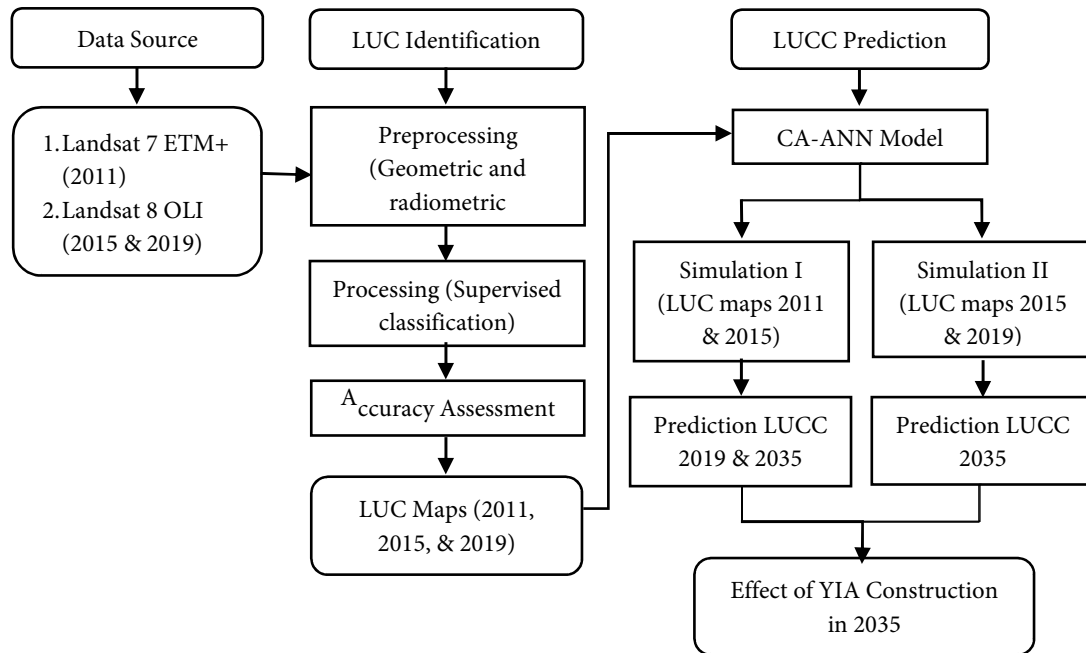 Data Source
1. Landsat 7 ETM+
(2011)
2. Landsat 8 OLI
(2015 & 2019)
LUC Identification
Preprocessing
(Geometric and
radiometric
Processing (Supervised
classification)
Accuracy Assessment
LUC Maps (2011,
2015, & 2019)
LUCC Prediction
CA-ANN Model
Simulation I
(LUC maps 2011
& 2015)
Simulation II
(LUC maps 2015
& 2019)
Prediction LUCC
2019 & 2035
Prediction LUCC
2035
Effect of YIA Construction
in 2035